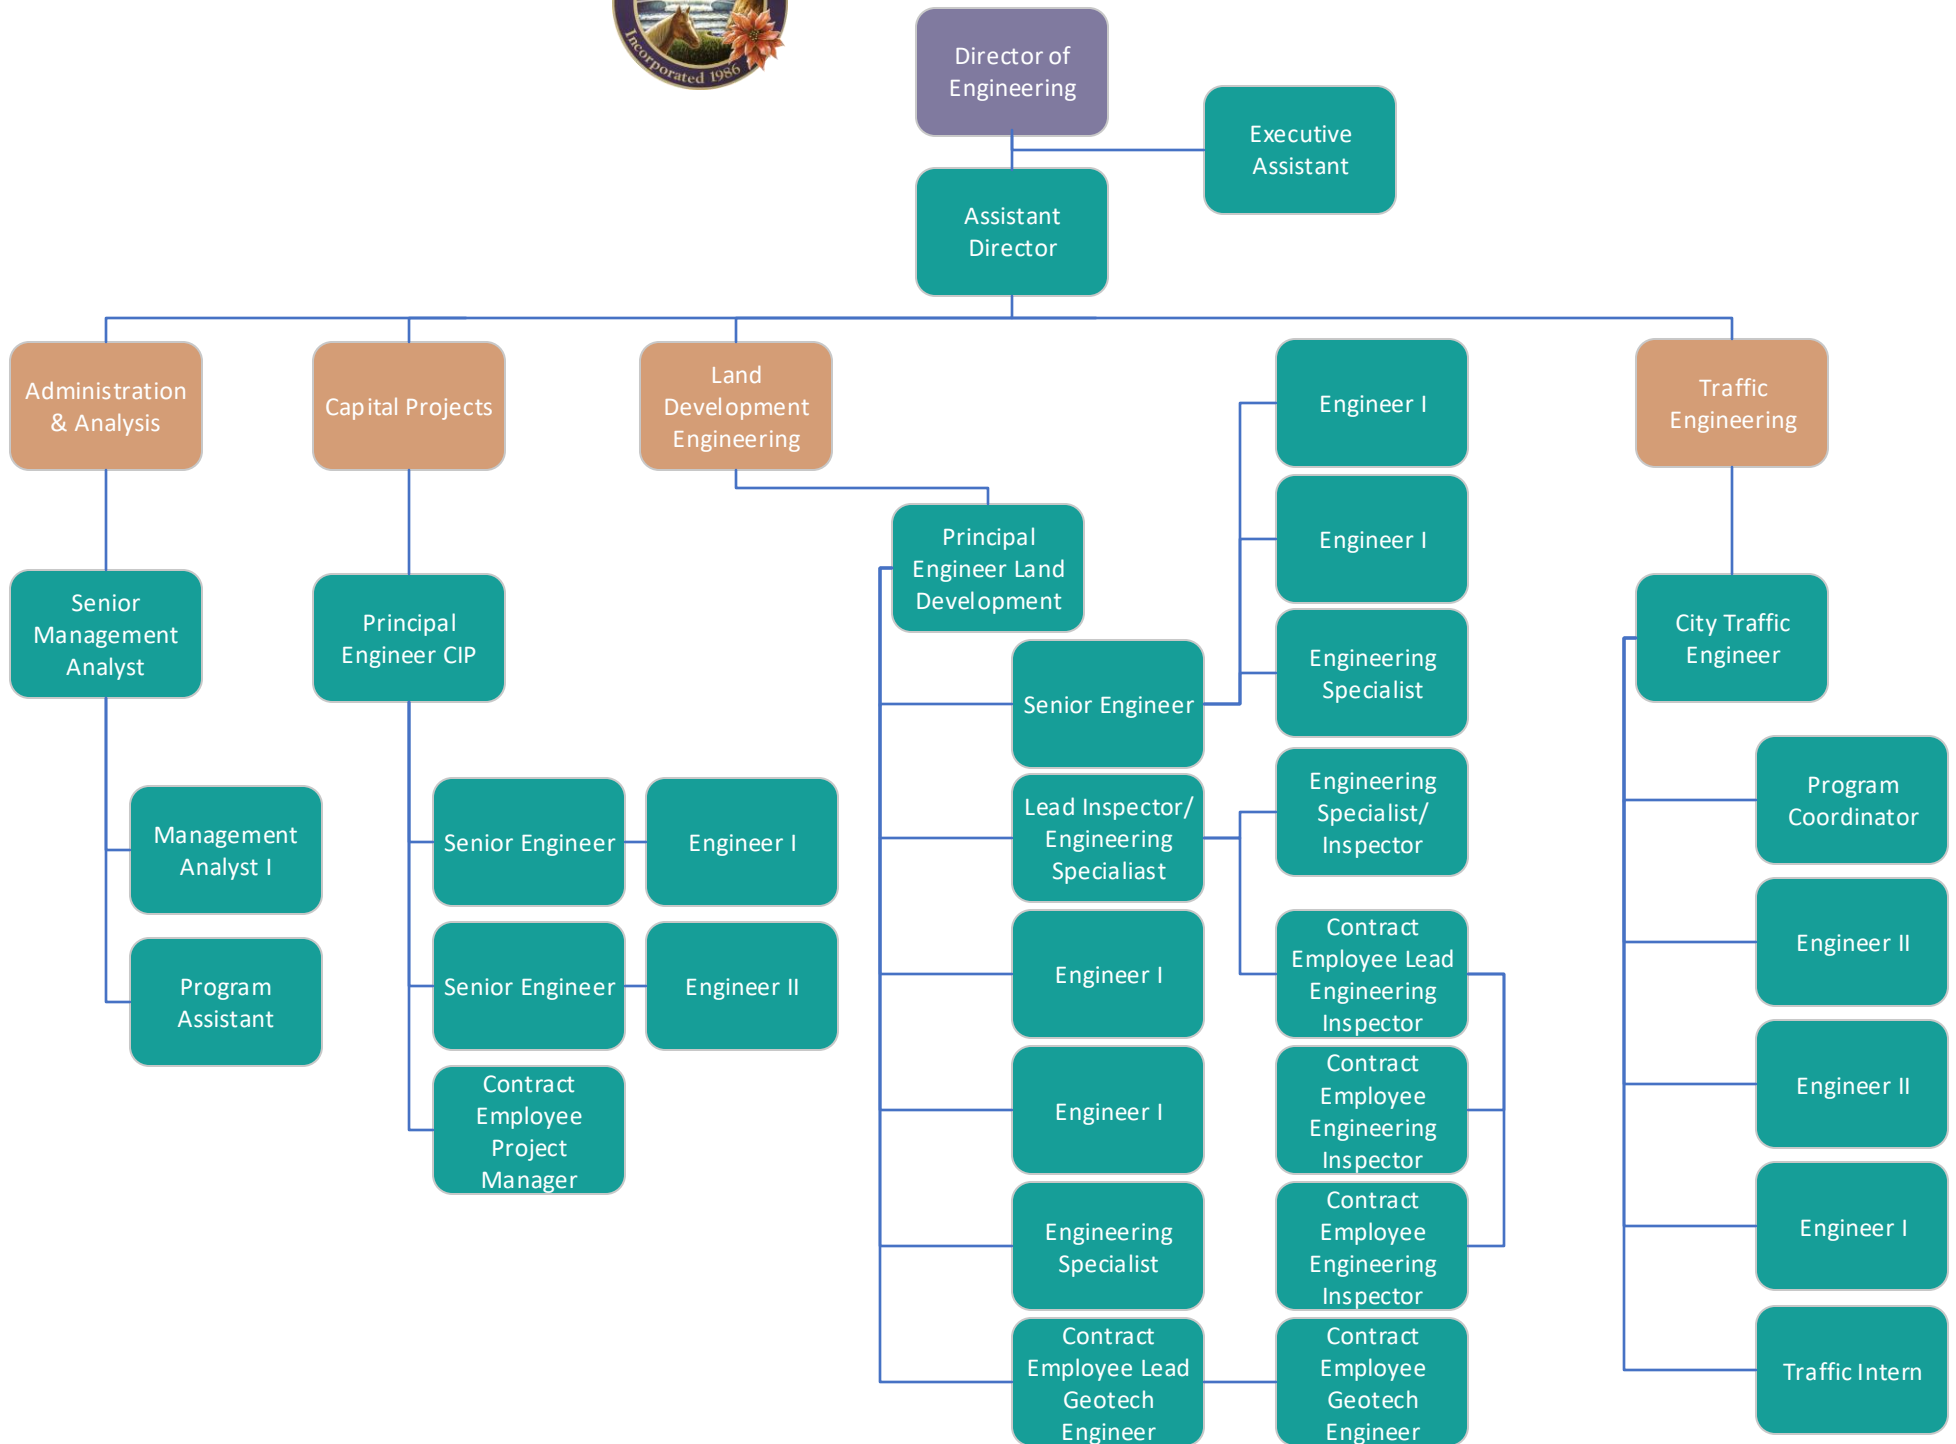 Incorporated 1986
Director of
Engineering
Executive
Assistant
Assistant
Director
Administration
& Analysis
Capital Projects
Land
Development
Engineering
Traffic
Engineering
Senior
Management
Analyst
Management
Analyst I
Program
Assistant
Principal
Engineer CIP
Senior Engineer
Engineer I
Senior Engineer
Engineer II
Contract
Employee
Project
Manager
Principal
Engineer Land
Development
Senior Engineer
Engineer I
Engineer I
Engineering
Specialist
Lead Inspector/
Engineering
Specialiast
Engineering
Specialist/
Inspector
Contract
Employee Lead
Engineering
Inspector
Contract
Employee
Engineering
Inspector
Contract
Employee
Engineering
Inspector
Engineer I
Engineer I
Engineering
Specialist
Contract
Employee Lead
Geotech
Engineer
Contract
Employee
Geotech
Engineer
City Traffic
Engineer
Program
Coordinator
Engineer II
Engineer II
Engineer I
Traffic Intern